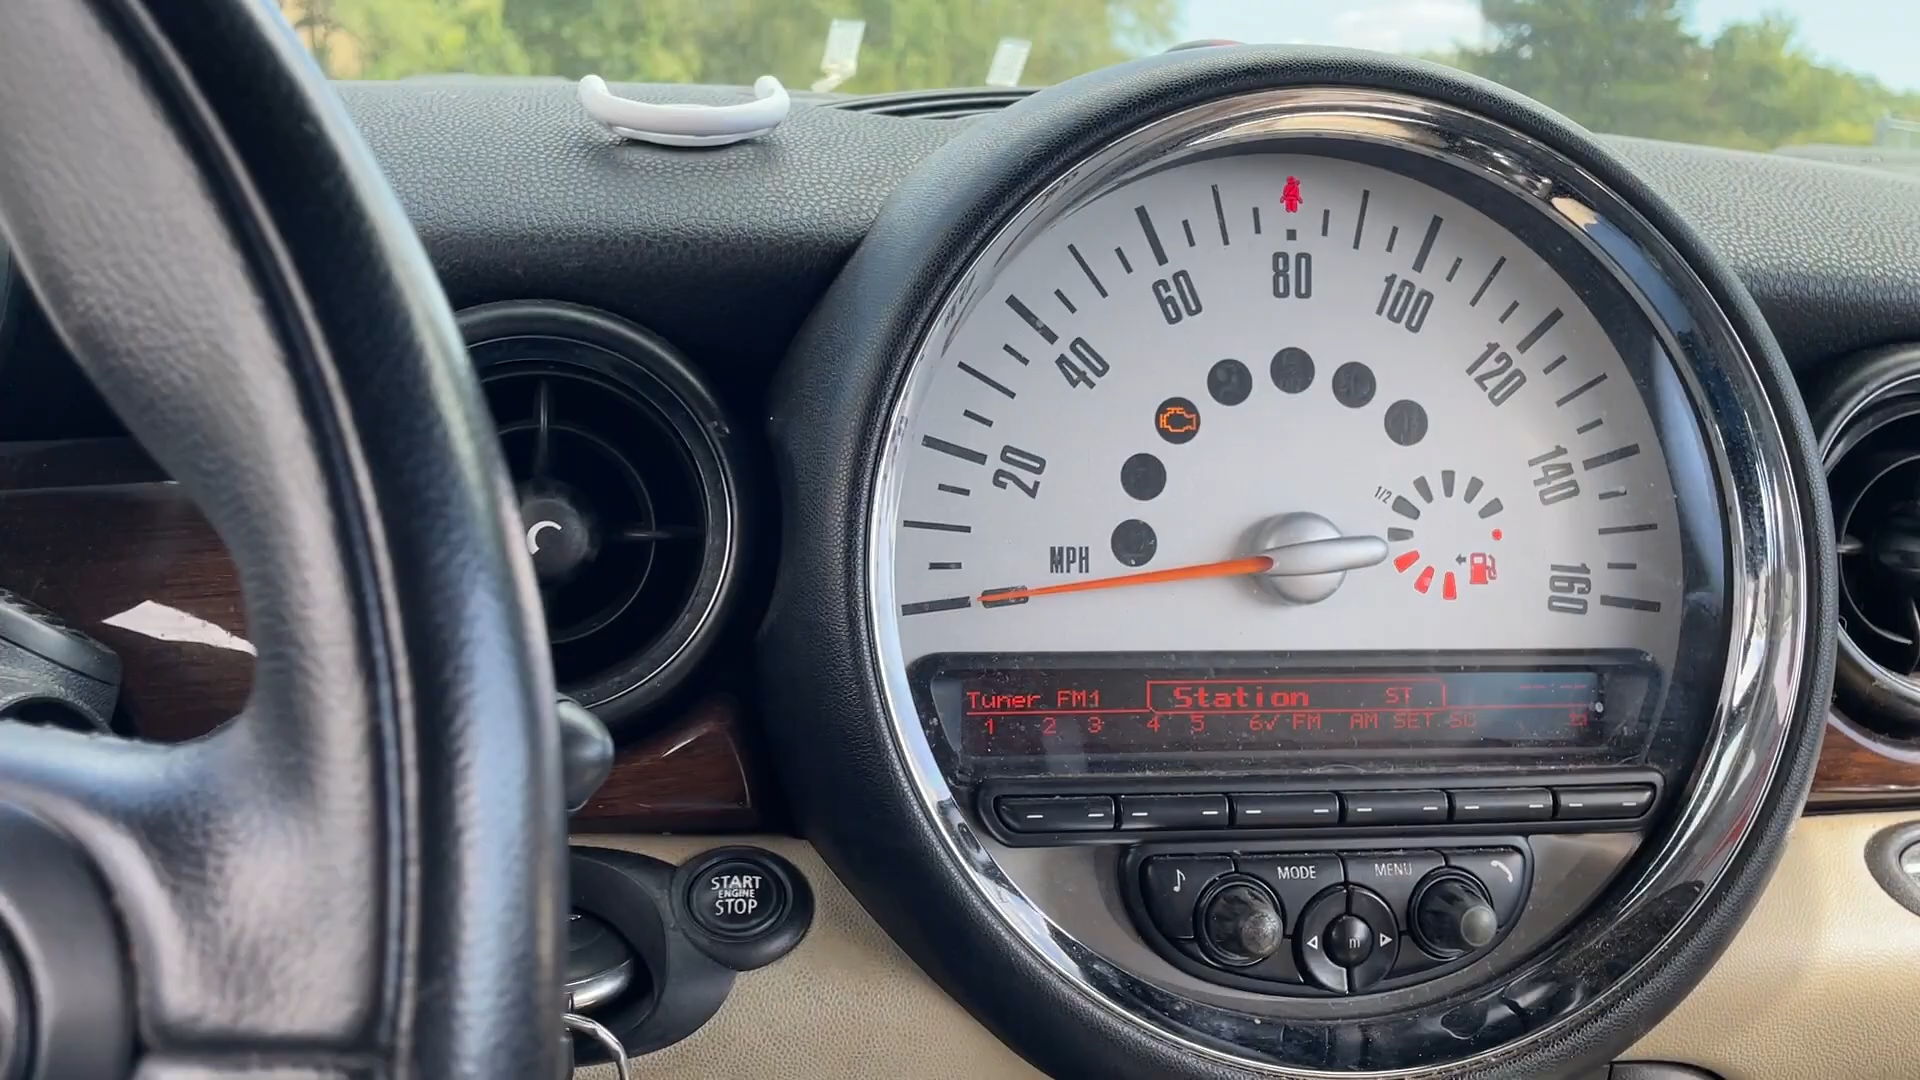 80
60
100
40
120
20
140
1/2
MPH
160
Tuner FM1 Station ST --:--
1 2 3 4 5 6✓ FM AM SET SC
START
ENGINE
STOP
MODE MENU
m